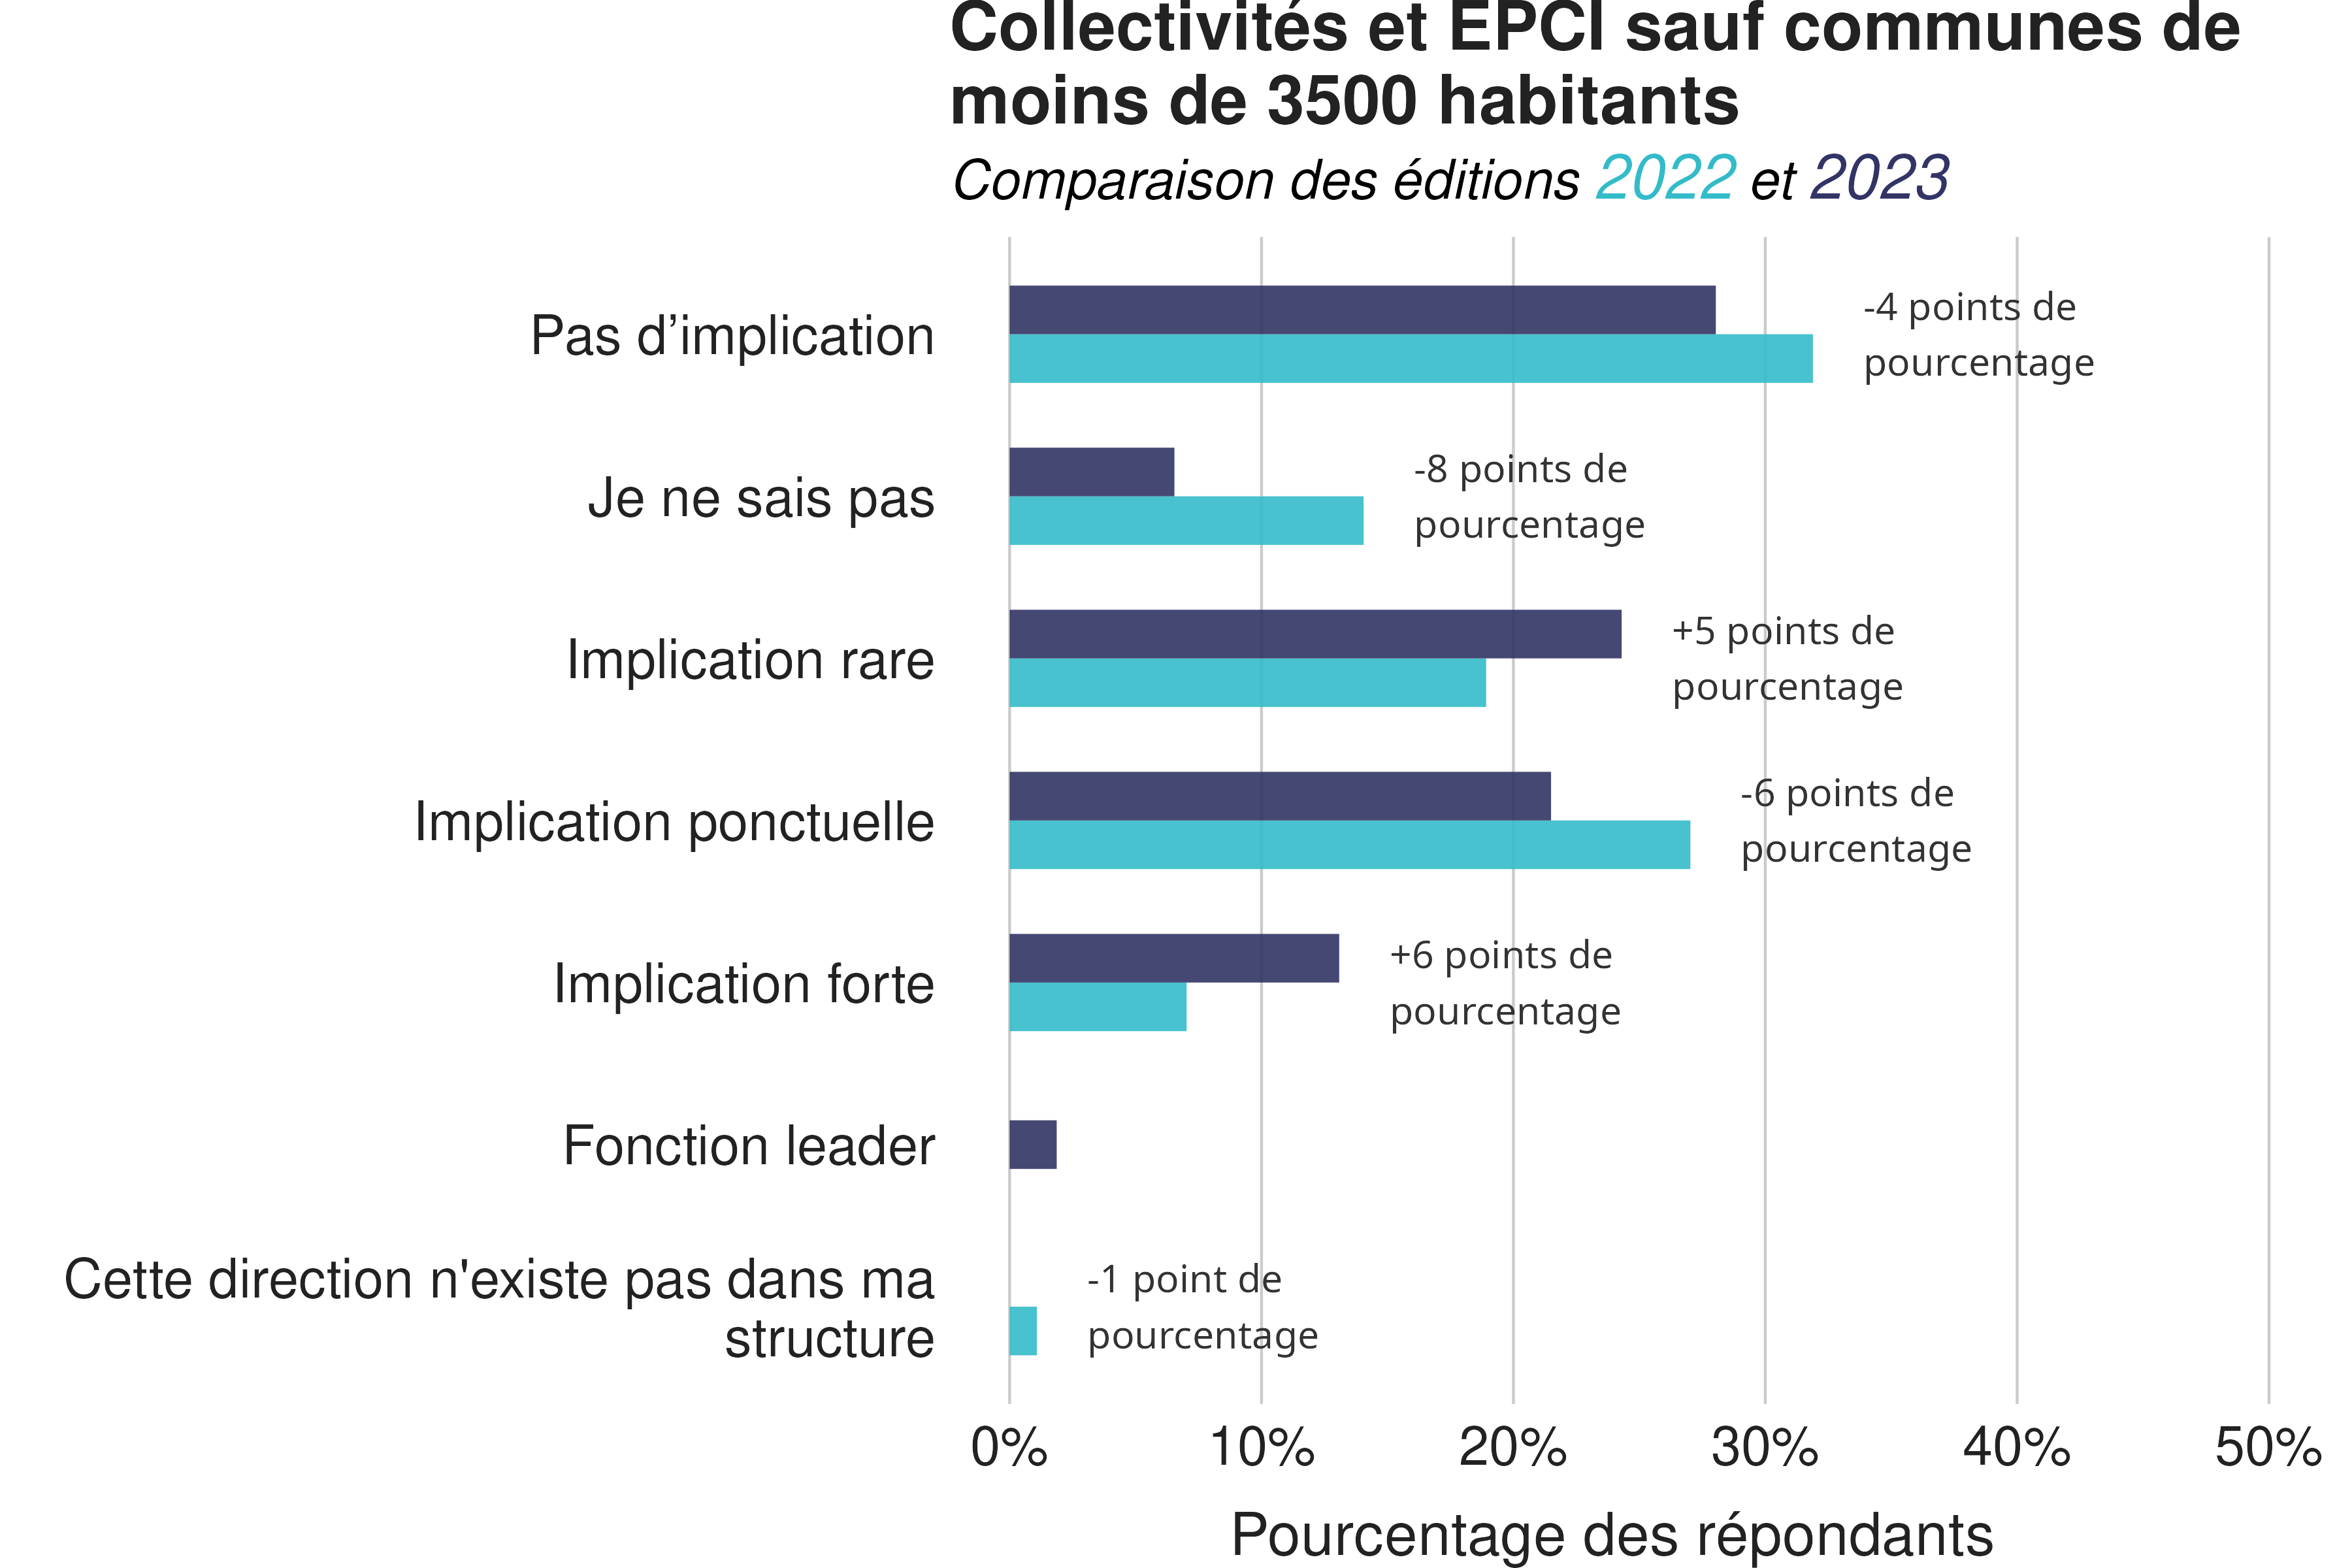 Collectivités et EPCI sauf communes de
moins de 3500 habitants
Comparaison des éditions 2022 et 2023
Pas d’implication
-4 points de
pourcentage
Je ne sais pas
-8 points de
pourcentage
Implication rare
+5 points de
pourcentage
Implication ponctuelle
-6 points de
pourcentage
Implication forte
+6 points de
pourcentage
Fonction leader
Cette direction n'existe pas dans ma
structure
-1 point de
pourcentage
0% 10% 20% 30% 40% 50%
Pourcentage des répondants